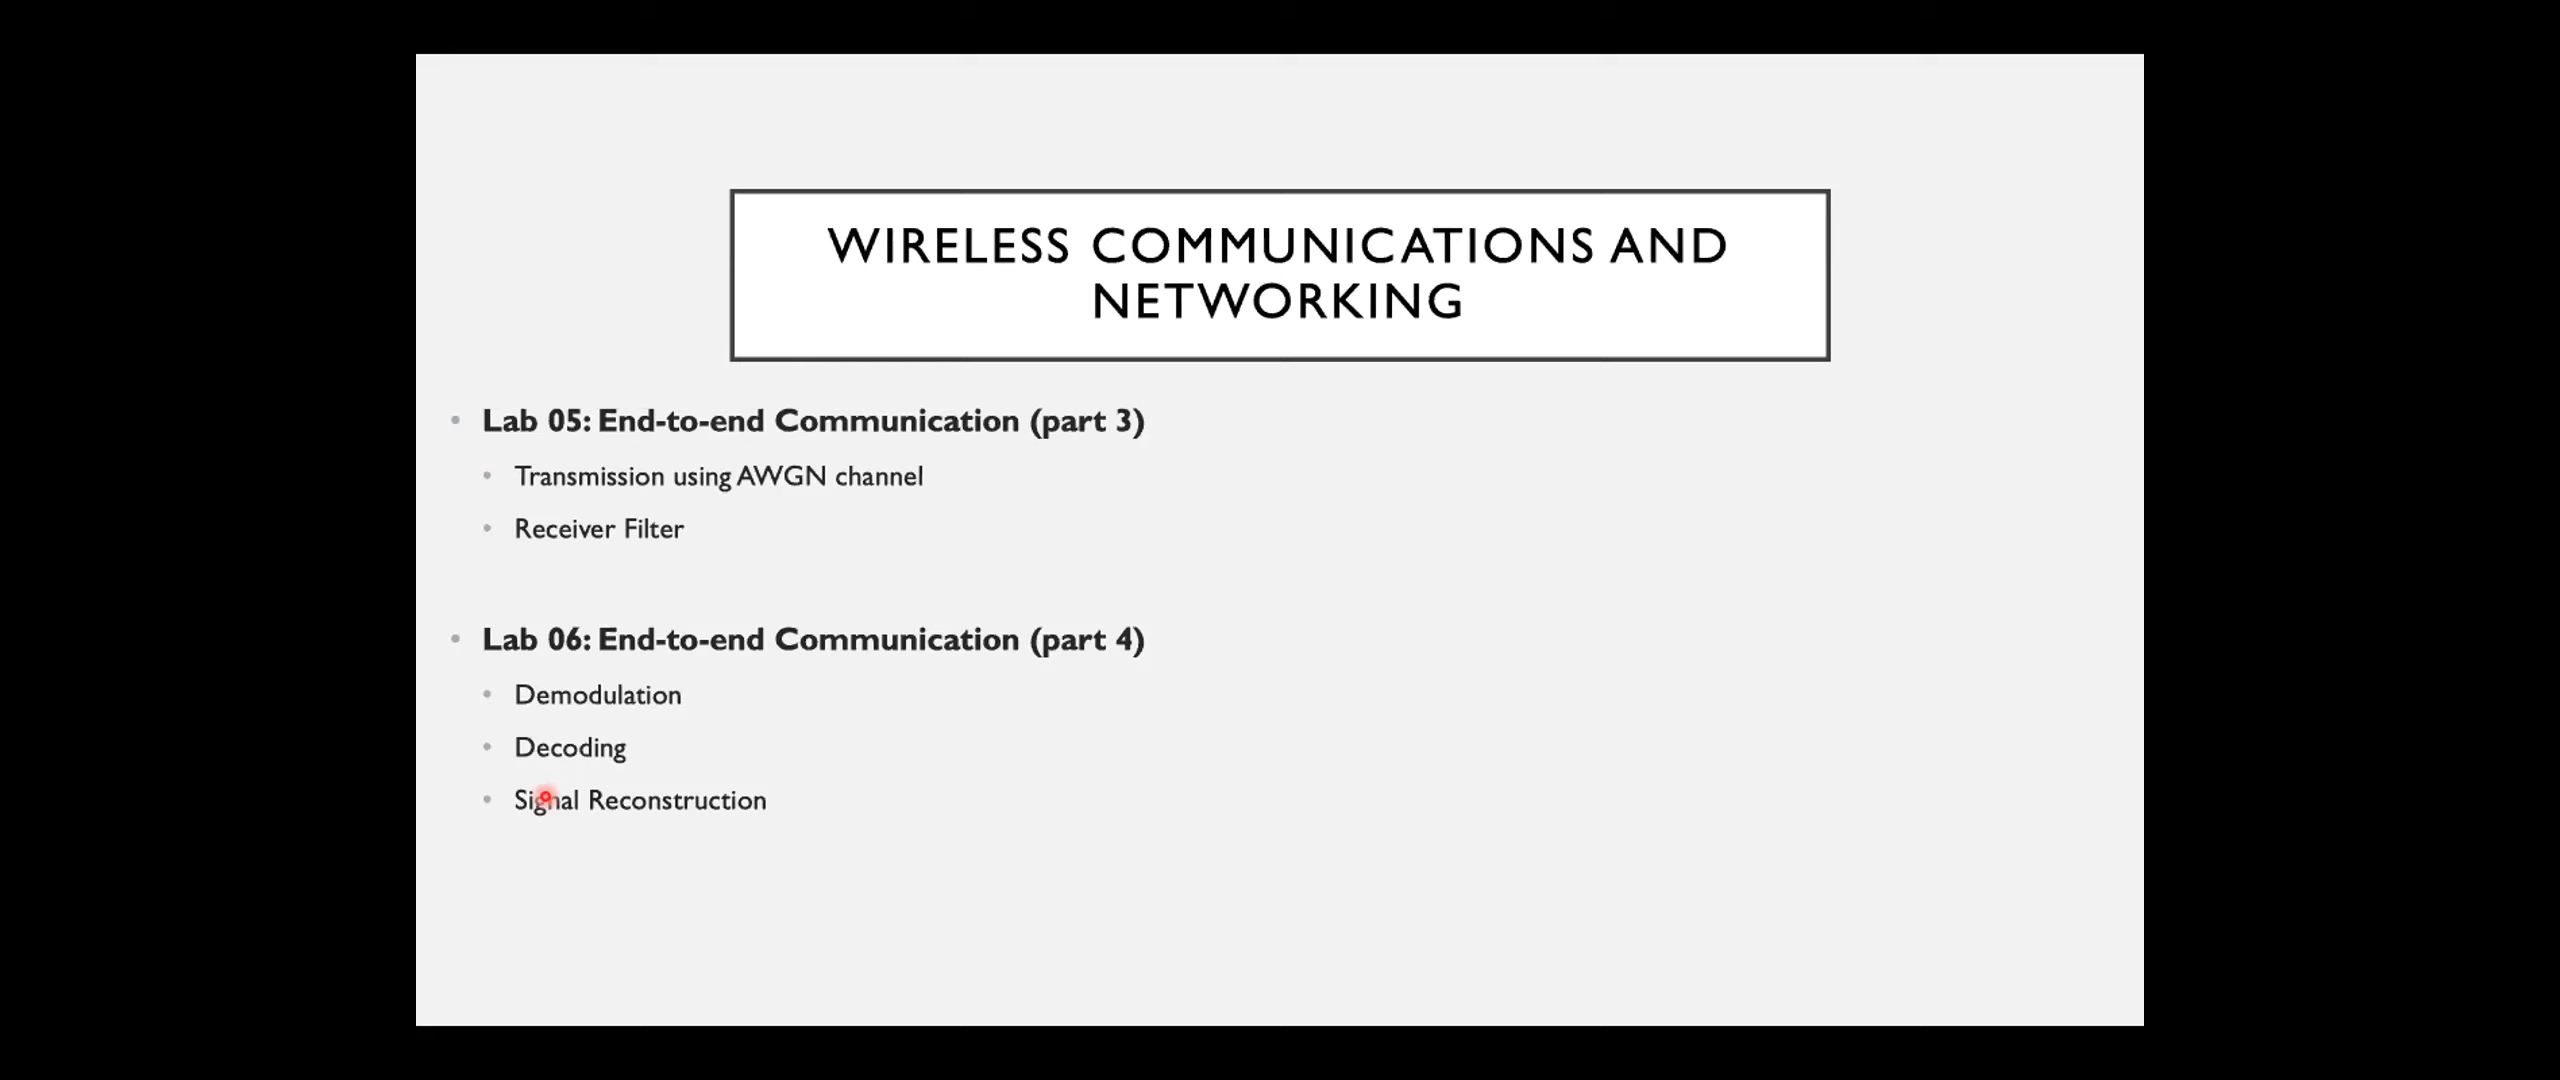 WIRELESS COMMUNICATIONS AND
NETWORKING
• Lab 05: End-to-end Communication (part 3)
• Transmission using AWGN channel
• Receiver Filter
• Lab 06: End-to-end Communication (part 4)
• Demodulation
• Decoding
• Signal Reconstruction